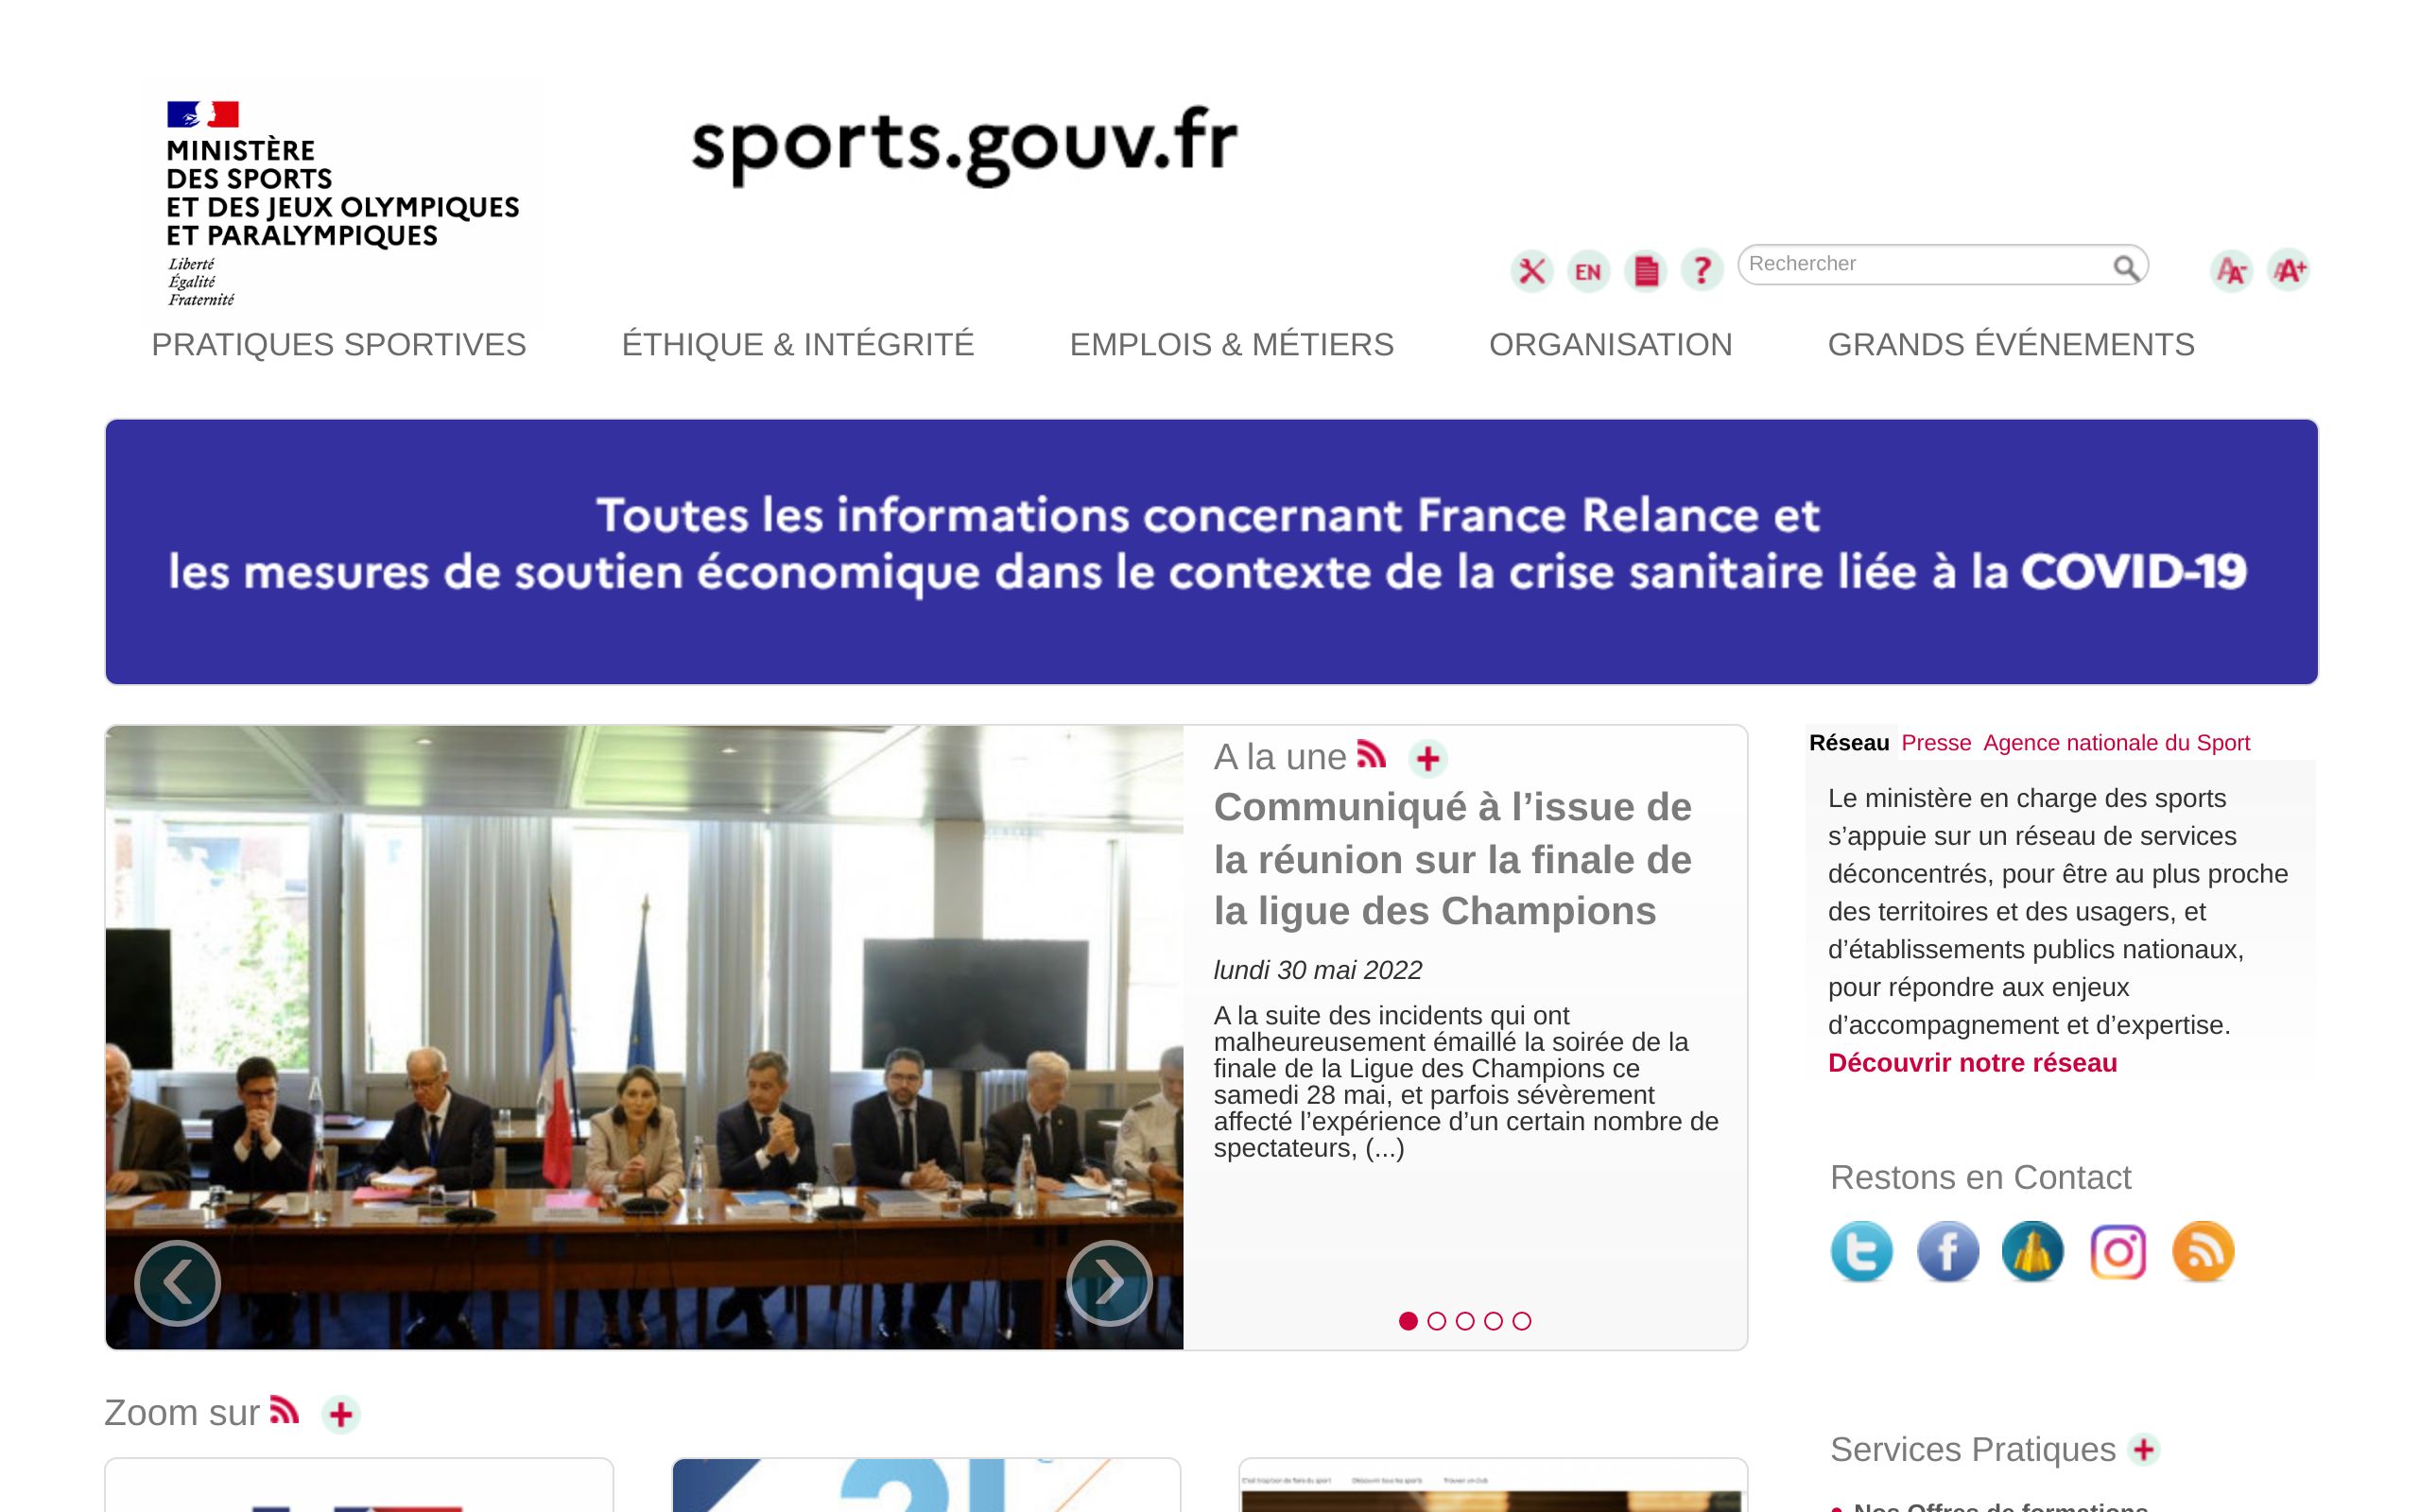 MINISTÈRE
DES SPORTS
ET DES JEUX OLYMPIQUES
ET PARALYMPIQUES
Liberté
Égalité
Fraternité
sports.gouv.fr
EN
?
Rechercher
AA-
AA+
PRATIQUES SPORTIVES
ÉTHIQUE & INTÉGRITÉ
EMPLOIS & MÉTIERS
ORGANISATION
GRANDS ÉVÉNEMENTS
Toutes les informations concernant France Relance et
les mesures de soutien économique dans le contexte de la crise sanitaire liée à la COVID-19
A la une
Communiqué à l’issue de
la réunion sur la finale de
la ligue des Champions
lundi 30 mai 2022
A la suite des incidents qui ont
malheureusement émaillé la soirée de la
finale de la Ligue des Champions ce
samedi 28 mai, et parfois sévèrement
affecté l’expérience d’un certain nombre de
spectateurs, (...)
Réseau Presse Agence nationale du Sport
Le ministère en charge des sports
s’appuie sur un réseau de services
déconcentrés, pour être au plus proche
des territoires et des usagers, et
d’établissements publics nationaux,
pour répondre aux enjeux
d’accompagnement et d’expertise.
Découvrir notre réseau
Restons en Contact
Zoom sur
Services Pratiques
Nos Offres de formations